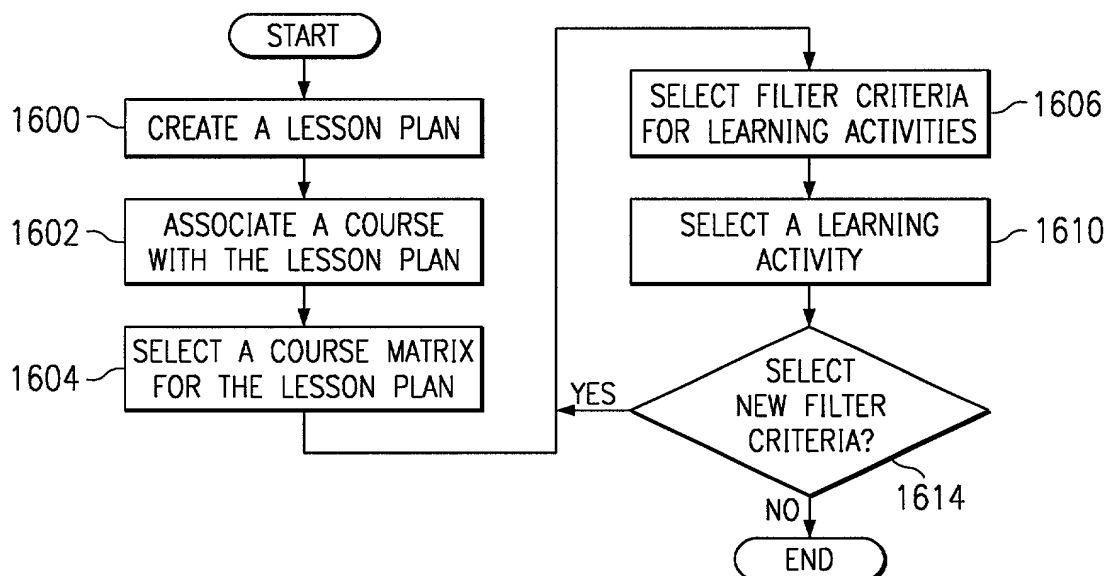 START
1600
CREATE A LESSON PLAN
1602
ASSOCIATE A COURSE
WITH THE LESSON PLAN
1604
SELECT A COURSE MATRIX
FOR THE LESSON PLAN
SELECT FILTER CRITERIA
FOR LEARNING ACTIVITIES
1606
SELECT A LEARNING
ACTIVITY
1610
SELECT
NEW FILTER
CRITERIA?
YES
1614
NO
END